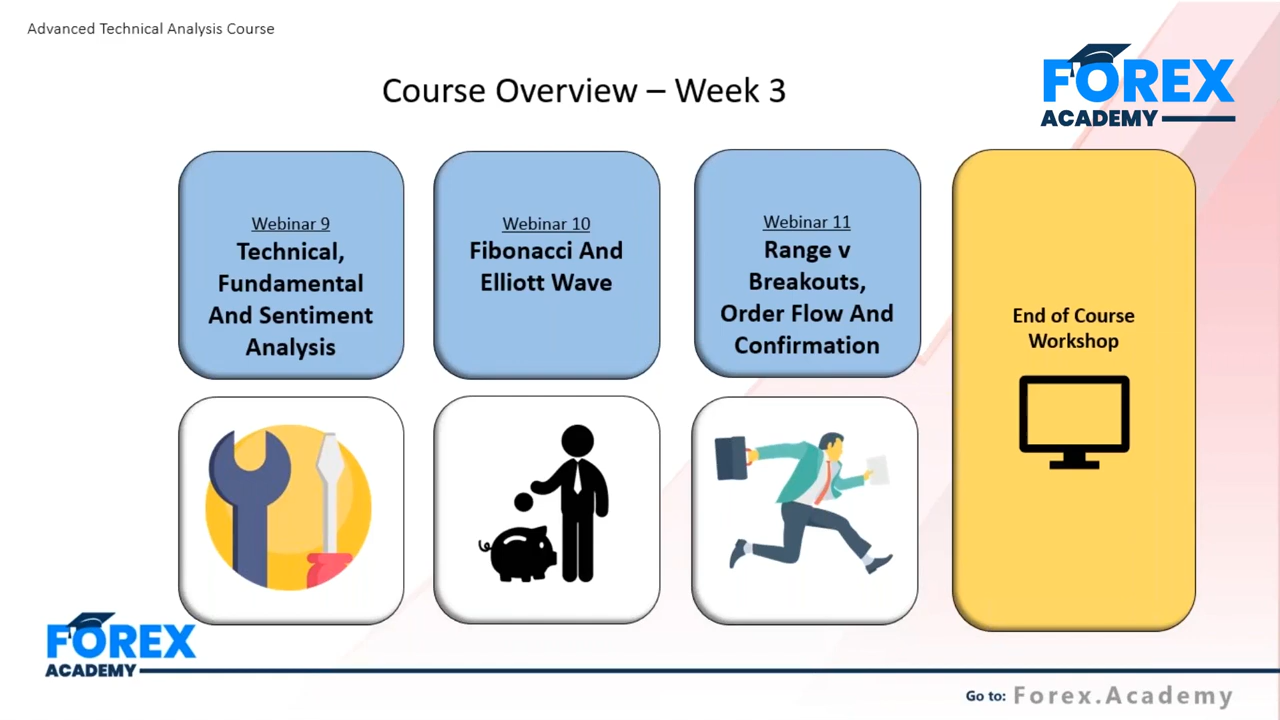 Advanced Technical Analysis Course
FOREX
ACADEMY
Course Overview – Week 3
Webinar 9
Technical,
Fundamental
And Sentiment
Analysis
Webinar 10
Fibonacci And
Elliott Wave
Webinar 11
Range v
Breakouts,
Order Flow And
Confirmation
End of Course
Workshop
FOREX
ACADEMY
Go to: Forex.Academy